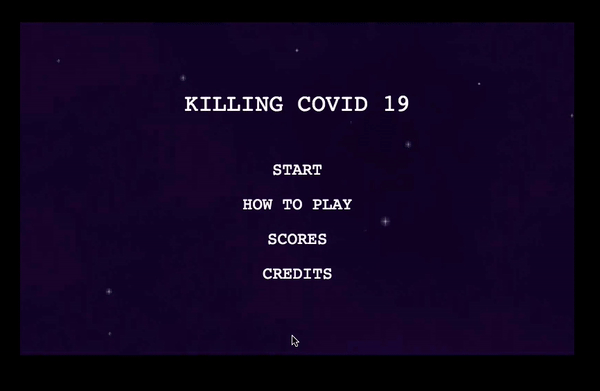 KILLING COVID 19
START
HOW TO PLAY
SCORES
CREDITS